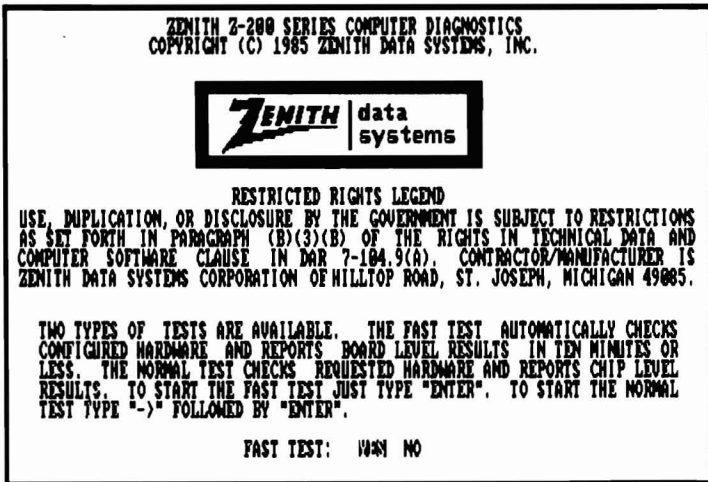 ZENITH Z-200 SERIES COMPUTER DIAGNOSTICS
COPYRIGHT (C) 1985 ZENITH DATA SYSTEMS, INC.
ZENITH data
systems
RESTRICTED RIGHTS LEGEND
USE, DUPLICATION, OR DISCLOSURE BY THE GOVERNMENT IS SUBJECT TO RESTRICTIONS
AS SET FORTH IN PARAGRAPH (B)(3)(B) OF THE RIGHTS IN TECHNICAL DATA AND
COMPUTER SOFTWARE CLAUSE IN DAR 7-104.9(A). CONTRACTOR/MANUFACTURER IS
ZENITH DATA SYSTEMS CORPORATION OF HILLTOP ROAD, ST. JOSEPH, MICHIGAN 49085.
TWO TYPES OF TESTS ARE AVAILABLE. THE FAST TEST AUTOMATICALLY CHECKS
CONFIGURED HARDWARE AND REPORTS BOARD LEVEL RESULTS IN TEN MINUTES OR
LESS. THE NORMAL TEST CHECKS REQUESTED HARDWARE AND REPORTS CHIP LEVEL
RESULTS. TO START THE FAST TEST JUST TYPE "ENTER". TO START THE NORMAL
TEST TYPE "->" FOLLOWED BY "ENTER".
FAST TEST: NO